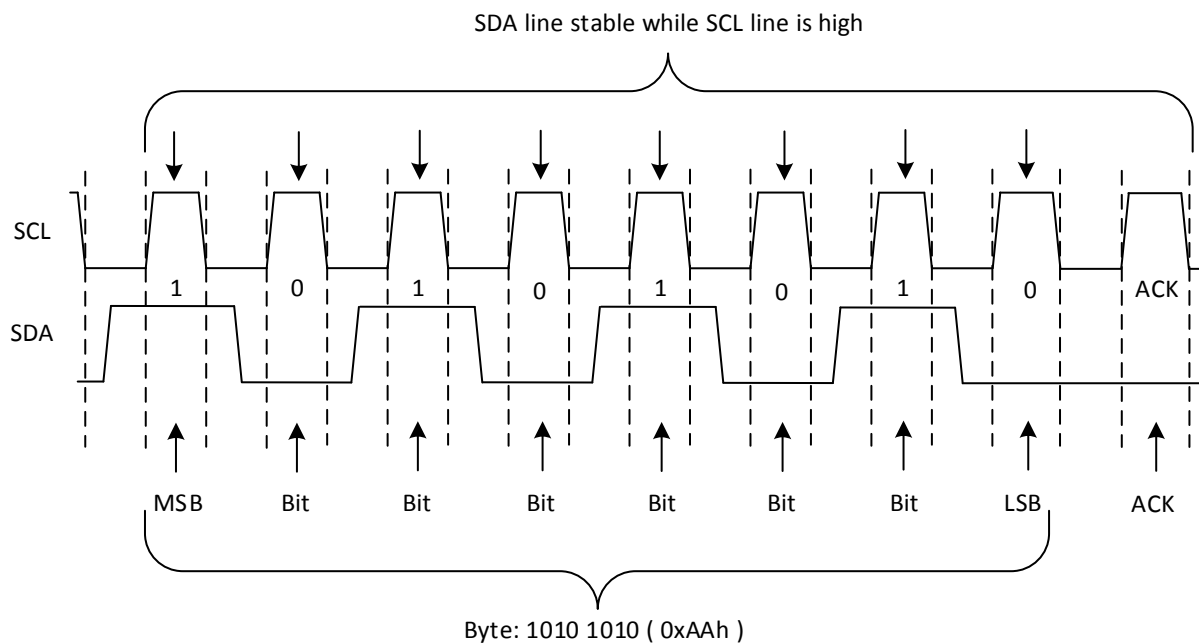 SDA line stable while SCL line is high
SCL
1 0 1 0 1 0 1 0 ACK
SDA
MSB Bit Bit Bit Bit Bit Bit LSB ACK
Byte: 1010 1010 ( 0xAAh )